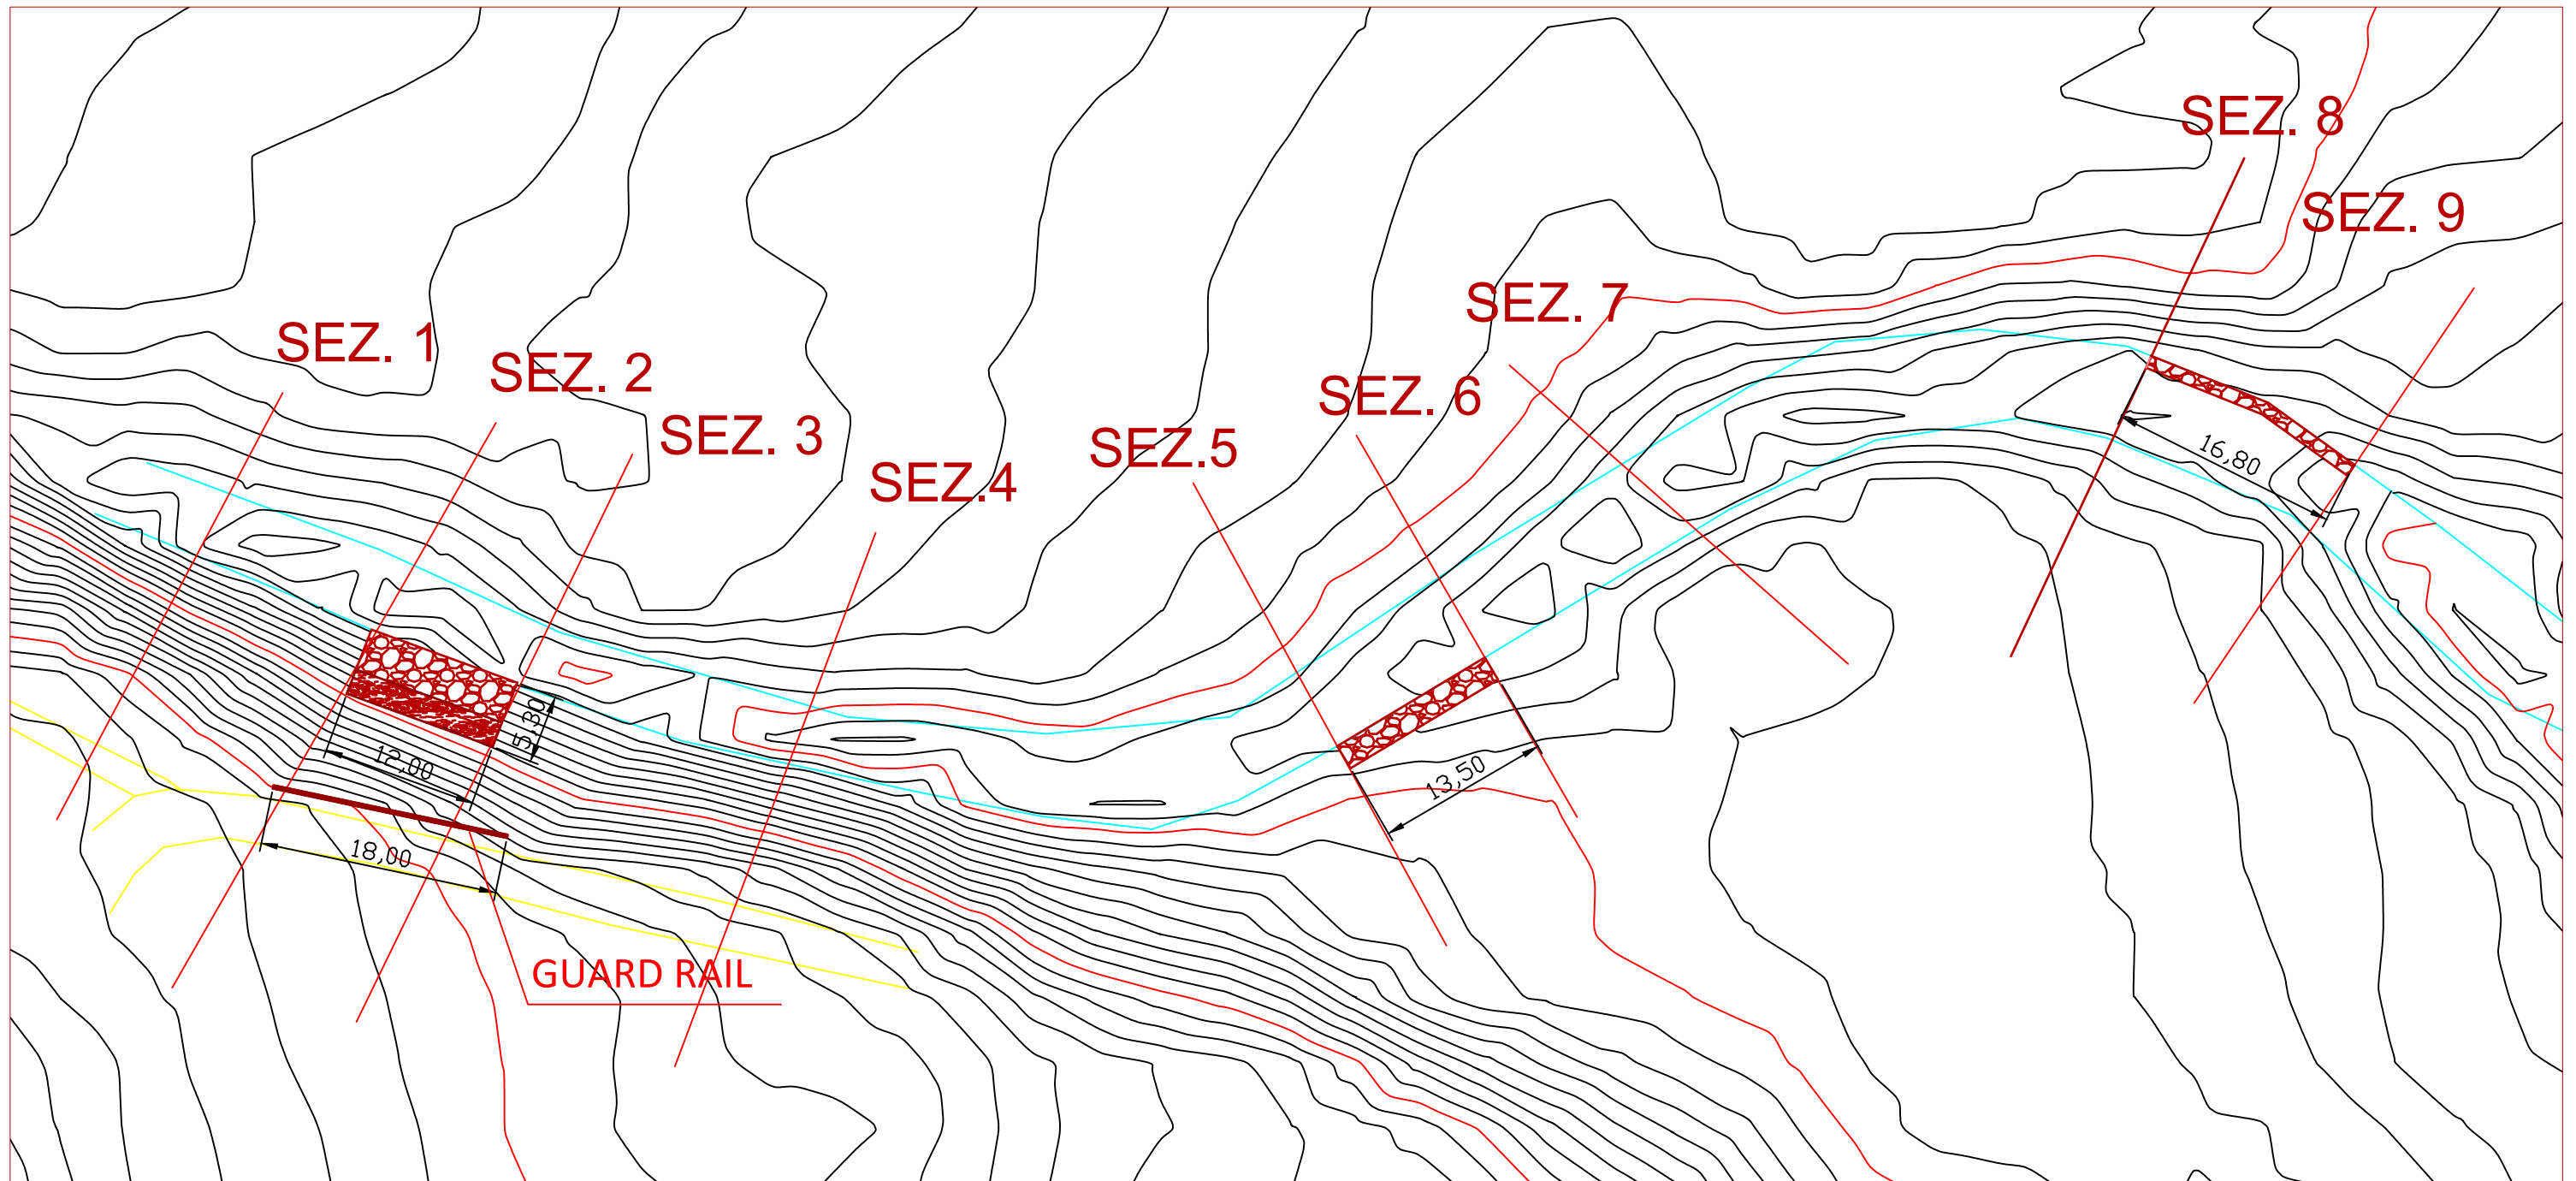 SEZ. 8
SEZ. 9
SEZ. 7
SEZ. 1
SEZ. 2
SEZ. 6
SEZ. 3
SEZ.5
SEZ.4
16,80
5,30
12,00
13,50
18,00
GUARD RAIL